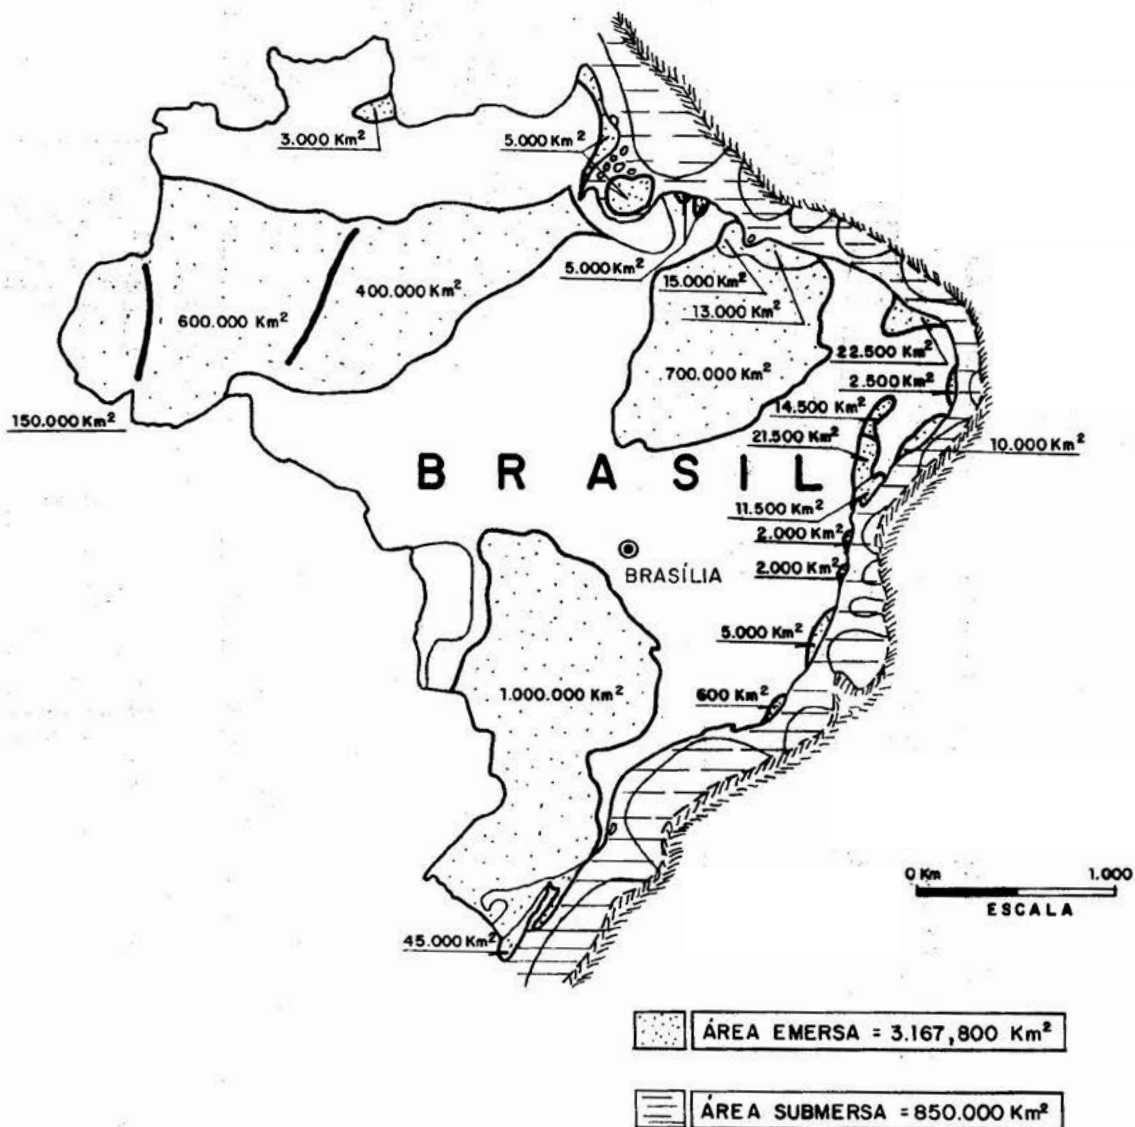 3.000 Km²
5.000 Km²
5.000 Km²
15.000 Km²
13.000 Km²
400.000 Km²
600.000 Km²
22.500 Km²
700.000 Km²
2.500 Km²
14.500 Km²
150.000 Km²
21.500 Km²
10.000 Km²
BRASIL
11.500 Km²
2.000 Km²
BRASÍLIA
2.000 Km²
5.000 Km²
1.000.000 Km²
600 Km²
0 Km 1.000
ESCALA
45.000 Km²
ÁREA EMERSA = 3.167,800 Km²
ÁREA SUBMERSA = 850.000 Km²